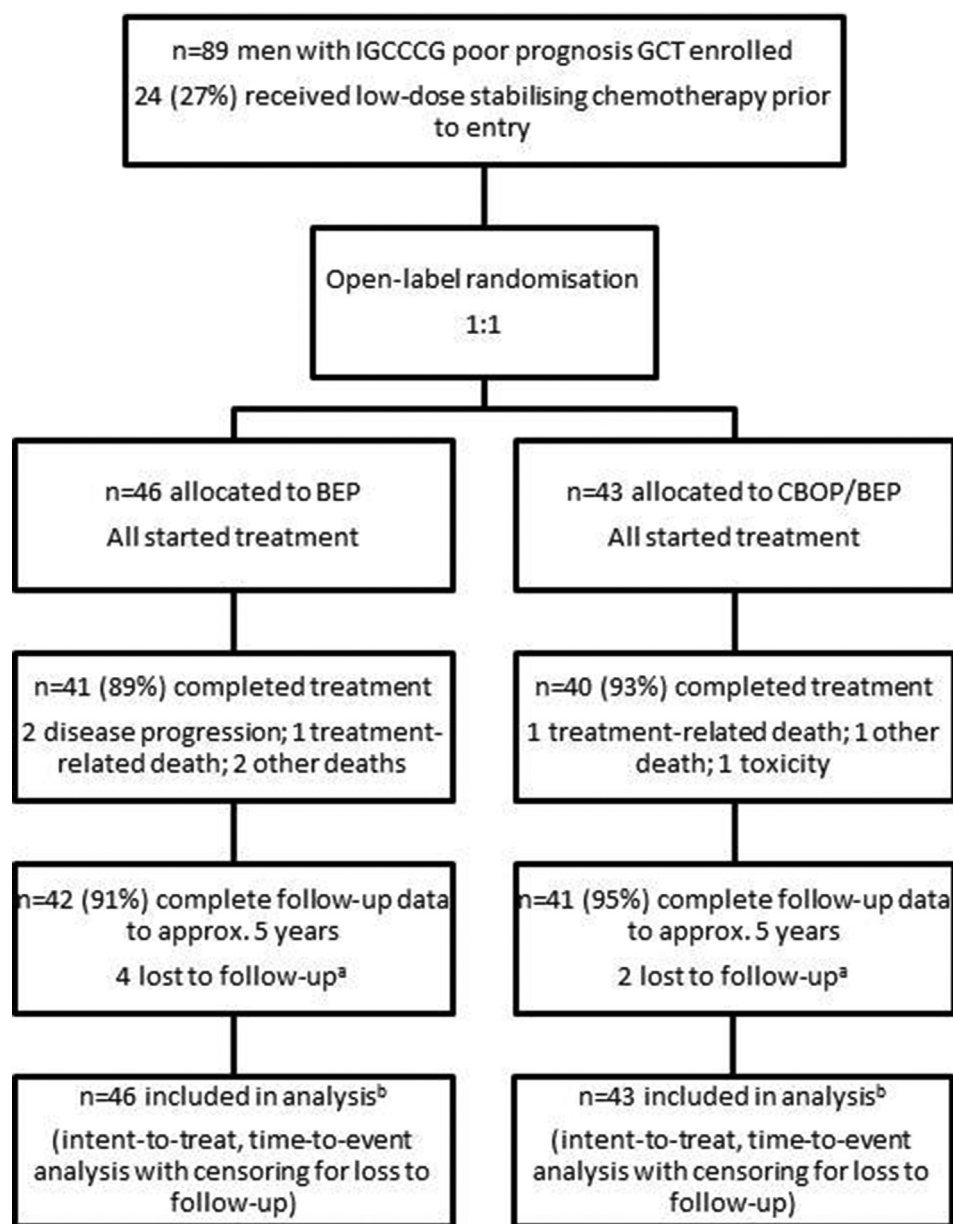 n=89 men with IGCCCG poor prognosis GCT enrolled
24 (27%) received low-dose stabilising chemotherapy prior
to entry
Open-label randomisation
1:1
n=46 allocated to BEP
All started treatment
n=43 allocated to CBOP/BEP
All started treatment
n=41 (89%) completed treatment
2 disease progression; 1 treatment-
related death; 2 other deaths
n=40 (93%) completed treatment
1 treatment-related death; 1 other
death; 1 toxicity
n=42 (91%) complete follow-up data
to approx. 5 years
4 lost to follow-upᵃ
n=41 (95%) complete follow-up data
to approx. 5 years
2 lost to follow-upᵃ
n=46 included in analysisᵇ
(intent-to-treat, time-to-event
analysis with censoring for loss to
follow-up)
n=43 included in analysisᵇ
(intent-to-treat, time-to-event
analysis with censoring for loss to
follow-up)